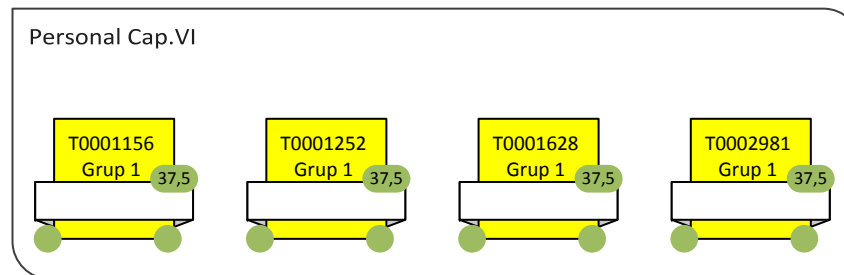 Personal Cap.VI
T0001156
Grup 1
37,5
T0001252
Grup 1
37,5
T0001628
Grup 1
37,5
T0002981
Grup 1
37,5